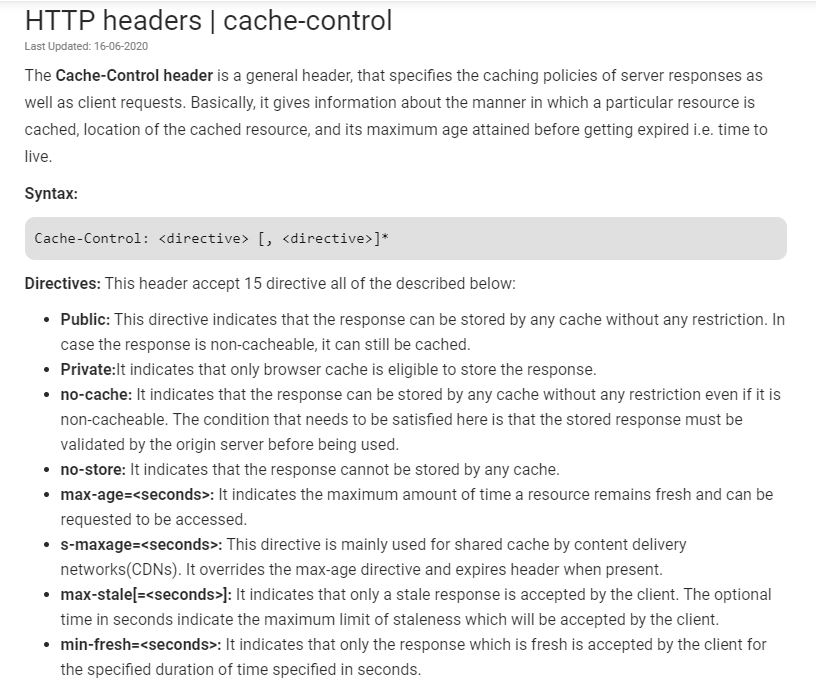 HTTP headers | cache-control
Last Updated: 16-06-2020
The Cache-Control header is a general header, that specifies the caching policies of server responses as
well as client requests. Basically, it gives information about the manner in which a particular resource is
cached, location of the cached resource, and its maximum age attained before getting expired i.e. time to
live.
Syntax:
Cache-Control: <directive> [, <directive>]*
Directives: This header accept 15 directive all of the described below:
• Public: This directive indicates that the response can be stored by any cache without any restriction. In
case the response is non-cacheable, it can still be cached.
• Private:It indicates that only browser cache is eligible to store the response.
• no-cache: It indicates that the response can be stored by any cache without any restriction even if it is
non-cacheable. The condition that needs to be satisfied here is that the stored response must be
validated by the origin server before being used.
• no-store: It indicates that the response cannot be stored by any cache.
• max-age=<seconds>: It indicates the maximum amount of time a resource remains fresh and can be
requested to be accessed.
• s-maxage=<seconds>: This directive is mainly used for shared cache by content delivery
networks(CDNs). It overrides the max-age directive and expires header when present.
• max-stale[=<seconds>]: It indicates that only a stale response is accepted by the client. The optional
time in seconds indicate the maximum limit of staleness which will be accepted by the client.
• min-fresh=<seconds>: It indicates that only the response which is fresh is accepted by the client for
the specified duration of time specified in seconds.